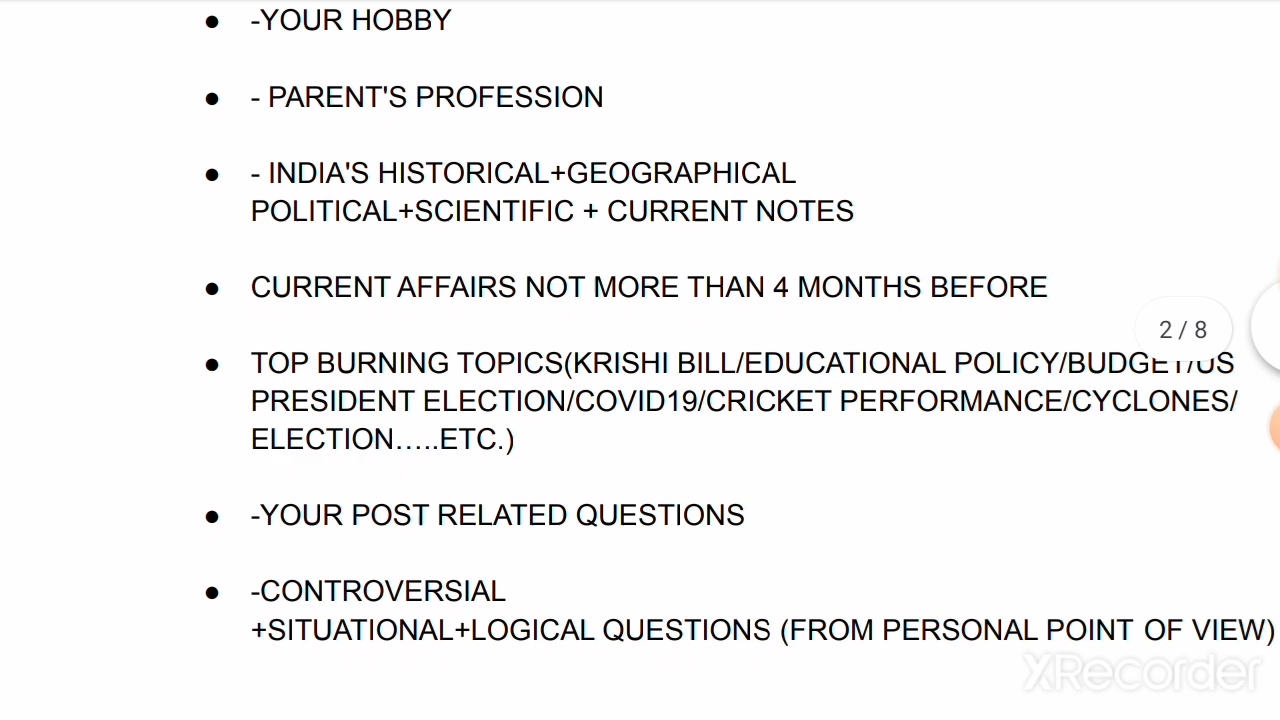 ● -YOUR HOBBY
● - PARENT'S PROFESSION
● - INDIA'S HISTORICAL+GEOGRAPHICAL
POLITICAL+SCIENTIFIC + CURRENT NOTES
● CURRENT AFFAIRS NOT MORE THAN 4 MONTHS BEFORE
2 / 8
● TOP BURNING TOPICS(KRISHI BILL/EDUCATIONAL POLICY/BUDGET/US
PRESIDENT ELECTION/COVID19/CRICKET PERFORMANCE/CYCLONES/
ELECTION.....ETC.)
● -YOUR POST RELATED QUESTIONS
● -CONTROVERSIAL
+SITUATIONAL+LOGICAL QUESTIONS (FROM PERSONAL POINT OF VIEW)
XRecorder